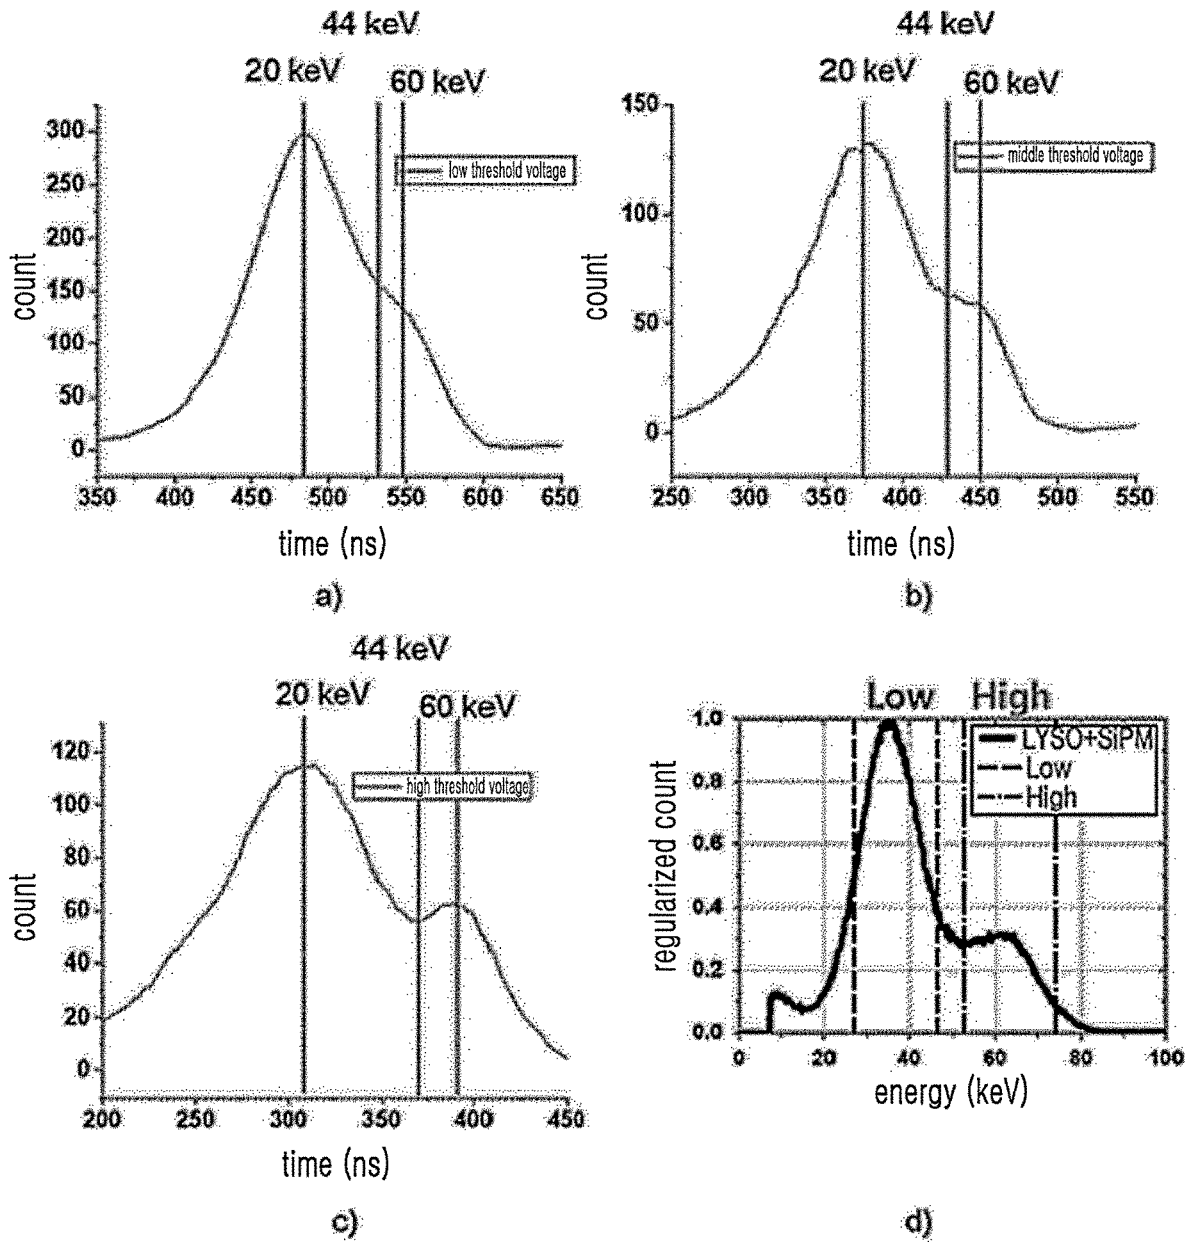 44 keV
20 keV
60 keV
300
250
200
150
100
50
0
count
low threshold voltage
350 400 450 500 550 600 650
time (ns)
a)
44 keV
20 keV
60 keV
150
100
50
0
count
middle threshold voltage
250 300 350 400 450 500 550
time (ns)
b)
44 keV
20 keV
60 keV
120
100
80
60
40
20
0
count
high threshold voltage
200 250 300 350 400 450
time (ns)
c)
Low High
1.0
0.8
0.6
0.4
0.2
0.0
regularized count
LYSO+SiPM
Low
High
0 20 40 60 80 100
energy (keV)
d)